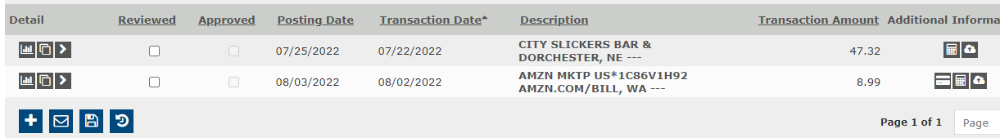 Detail Reviewed Approved Posting Date Transaction Date Description Transaction Amount Additional Informa
07/25/2022 07/22/2022 CITY SLICKERS BAR & 47.32
DORCHESTER, NE ---
08/03/2022 08/02/2022 AMZN MKTP US*1C86V1H92 8.99
AMZN.COM/BILL, WA ---
Page 1 of 1 Page